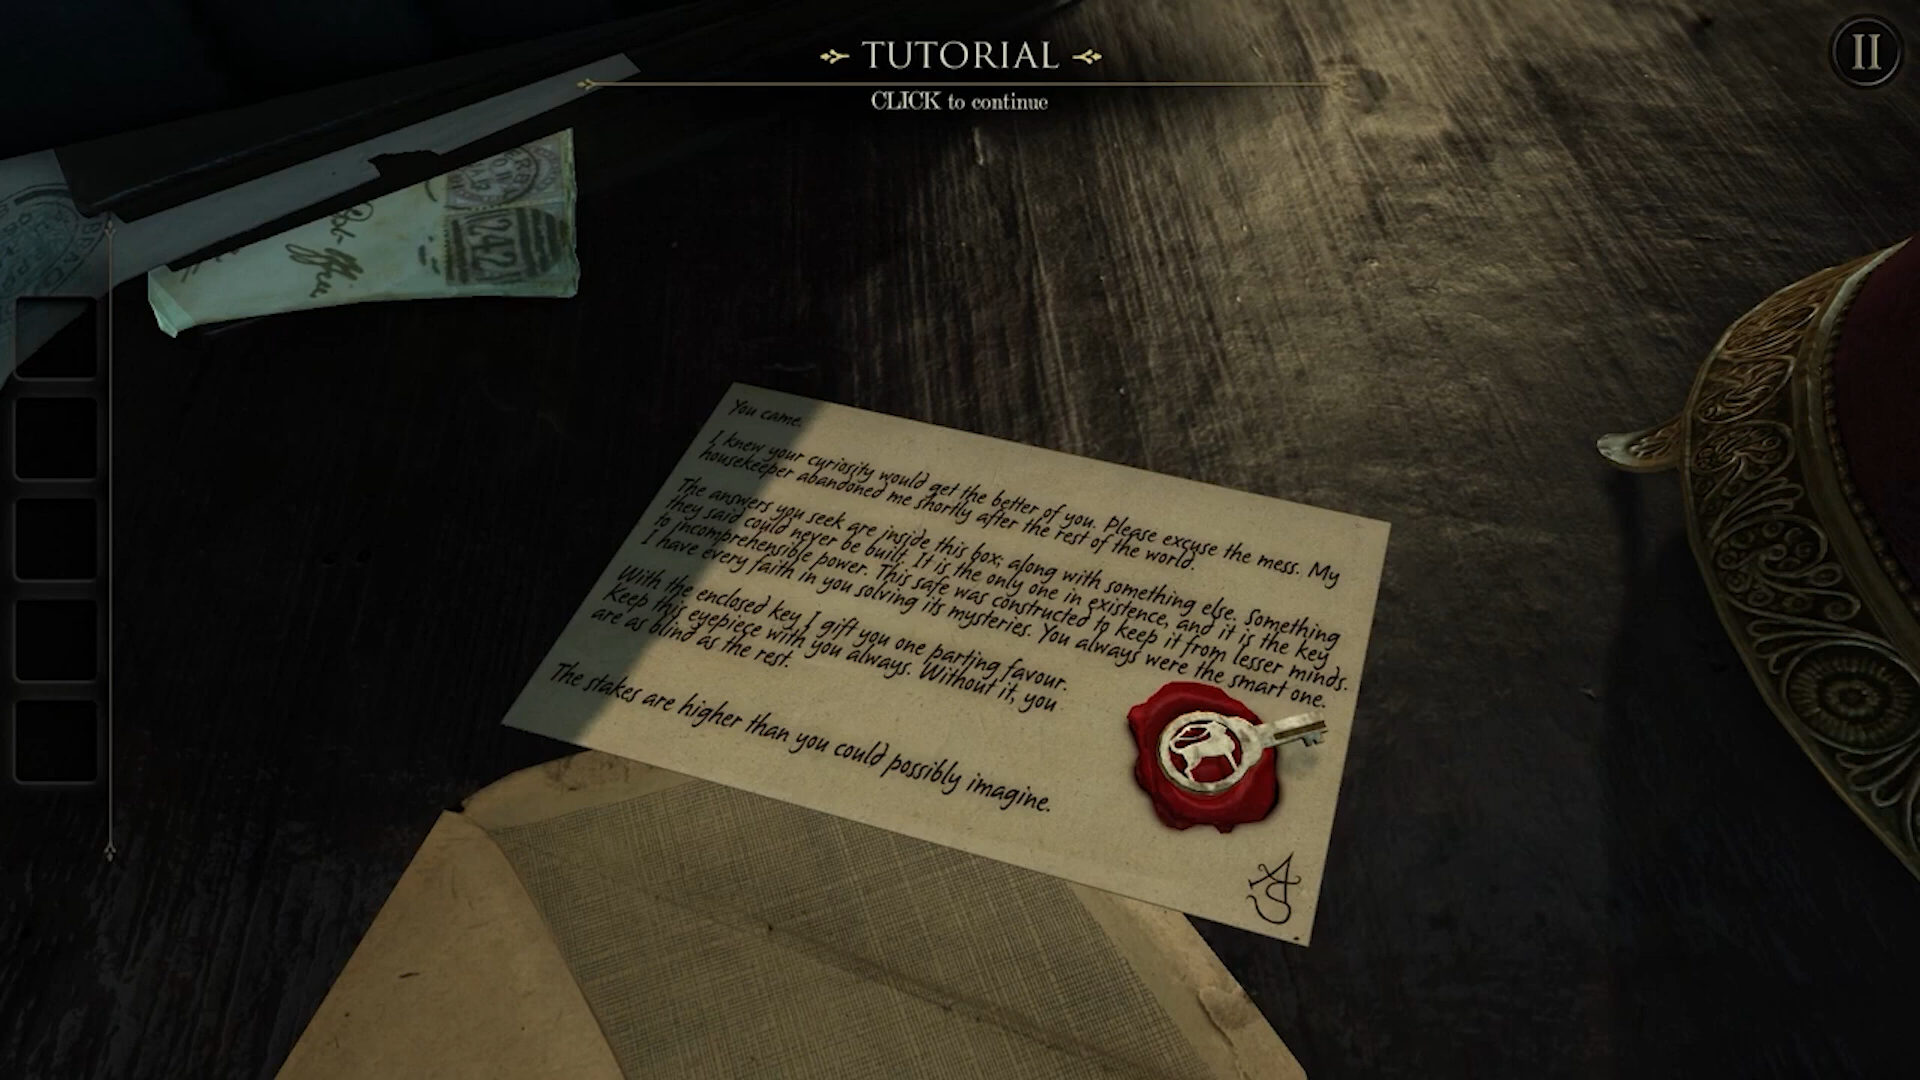 TUTORIAL
CLICK to continue
II
Post-Office
242
You came.
I knew your curiosity would get the better of you. Please excuse the mess. My
housekeeper abandoned me shortly after the rest of the world.
The answers you seek are inside this box; along with something else. Something
they said could never be built. It is the only one in existence, and it is the key
to incomprehensible power. This safe was constructed to keep it from lesser minds.
I have every faith in you solving its mysteries. You always were the smart one.
With the enclosed key I gift you one parting favour.
Keep this eyepiece with you always. Without it, you
are as blind as the rest.
The stakes are higher than you could possibly imagine.
AS